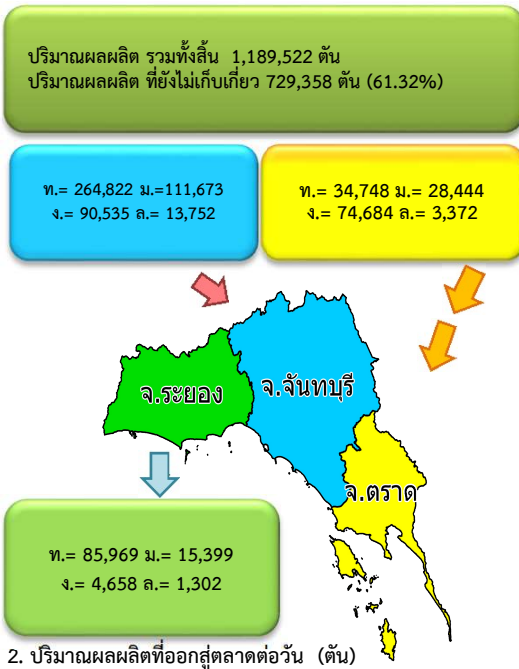 ปริมาณผลผลิต รวมทั้งสิ้น 1,189,522 ตัน
ปริมาณผลผลิต ที่ยังไม่เก็บเกี่ยว 729,358 ตัน (61.32%)
ท.= 264,822 ม.=111,673
ง.= 90,535 ล.= 13,752
ท.= 34,748 ม.= 28,444
ง.= 74,684 ล.= 3,372
จ.ระยอง
จ.จันทบุรี
จ.ตราด
ท.= 85,969 ม.= 15,399
ง.= 4,658 ล.= 1,302
2. ปริมาณผลผลิตที่ออกสู่ตลาดต่อวัน (ตัน)